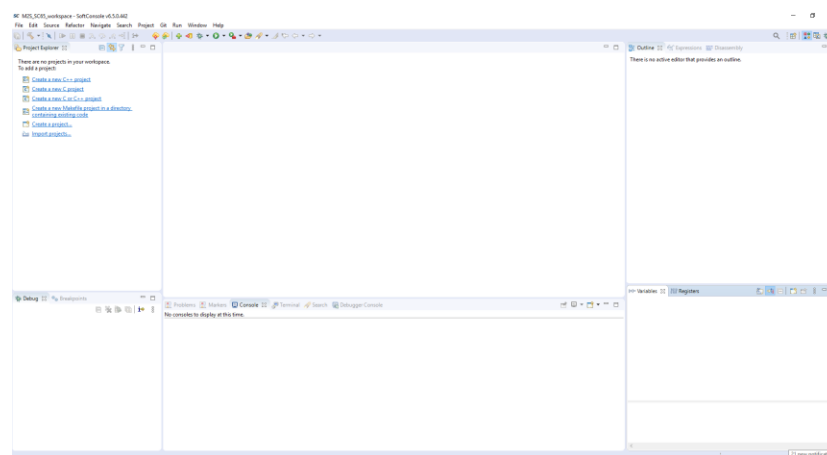 M2S_SC65_workspace - SoftConsole v6.5.0.442
File Edit Source Refactor Navigate Search Project Git Run Window Help
Project Explorer
There are no projects in your workspace.
To add a project:
Create a new C++ project
Create a new C project
Create a new C or C++ project
Create a new Makefile project in a directory containing existing code
Create a project...
Import projects...
Outline Expressions Disassembly
There is no active editor that provides an outline.
Debug Breakpoints
Problems Markers Console Terminal Search Debugger Console
No consoles to display at this time.
Variables Registers